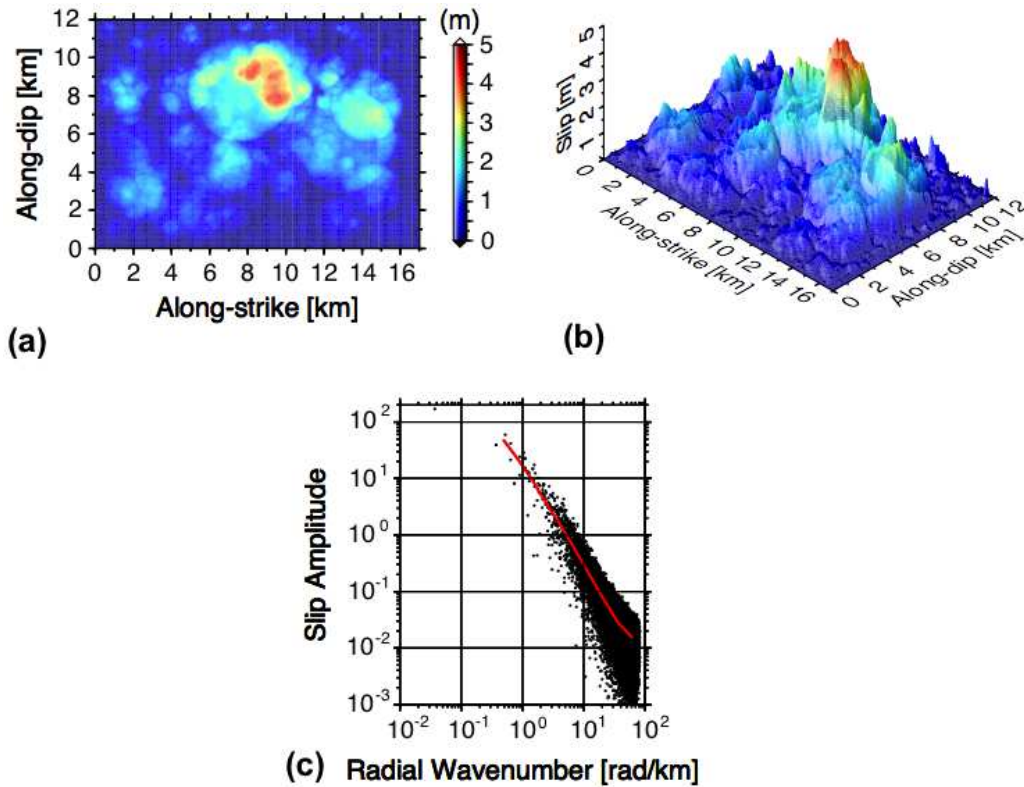 (m)
12
10
8
6
4
2
0
Along-dip [km]
0 2 4 6 8 10 12 14 16
Along-strike [km]
5
4
3
2
1
0
(a)
5
4
3
2
1
0
Slip [m]
0 2 4 6 8 10 12 14 16
Along-strike [km]
0 2 4 6 8 10 12
Along-dip [km]
(b)
10^2
10^1
10^0
10^-1
10^-2
10^-3
Slip Amplitude
10^-2 10^-1 10^0 10^1 10^2
(c) Radial Wavenumber [rad/km]